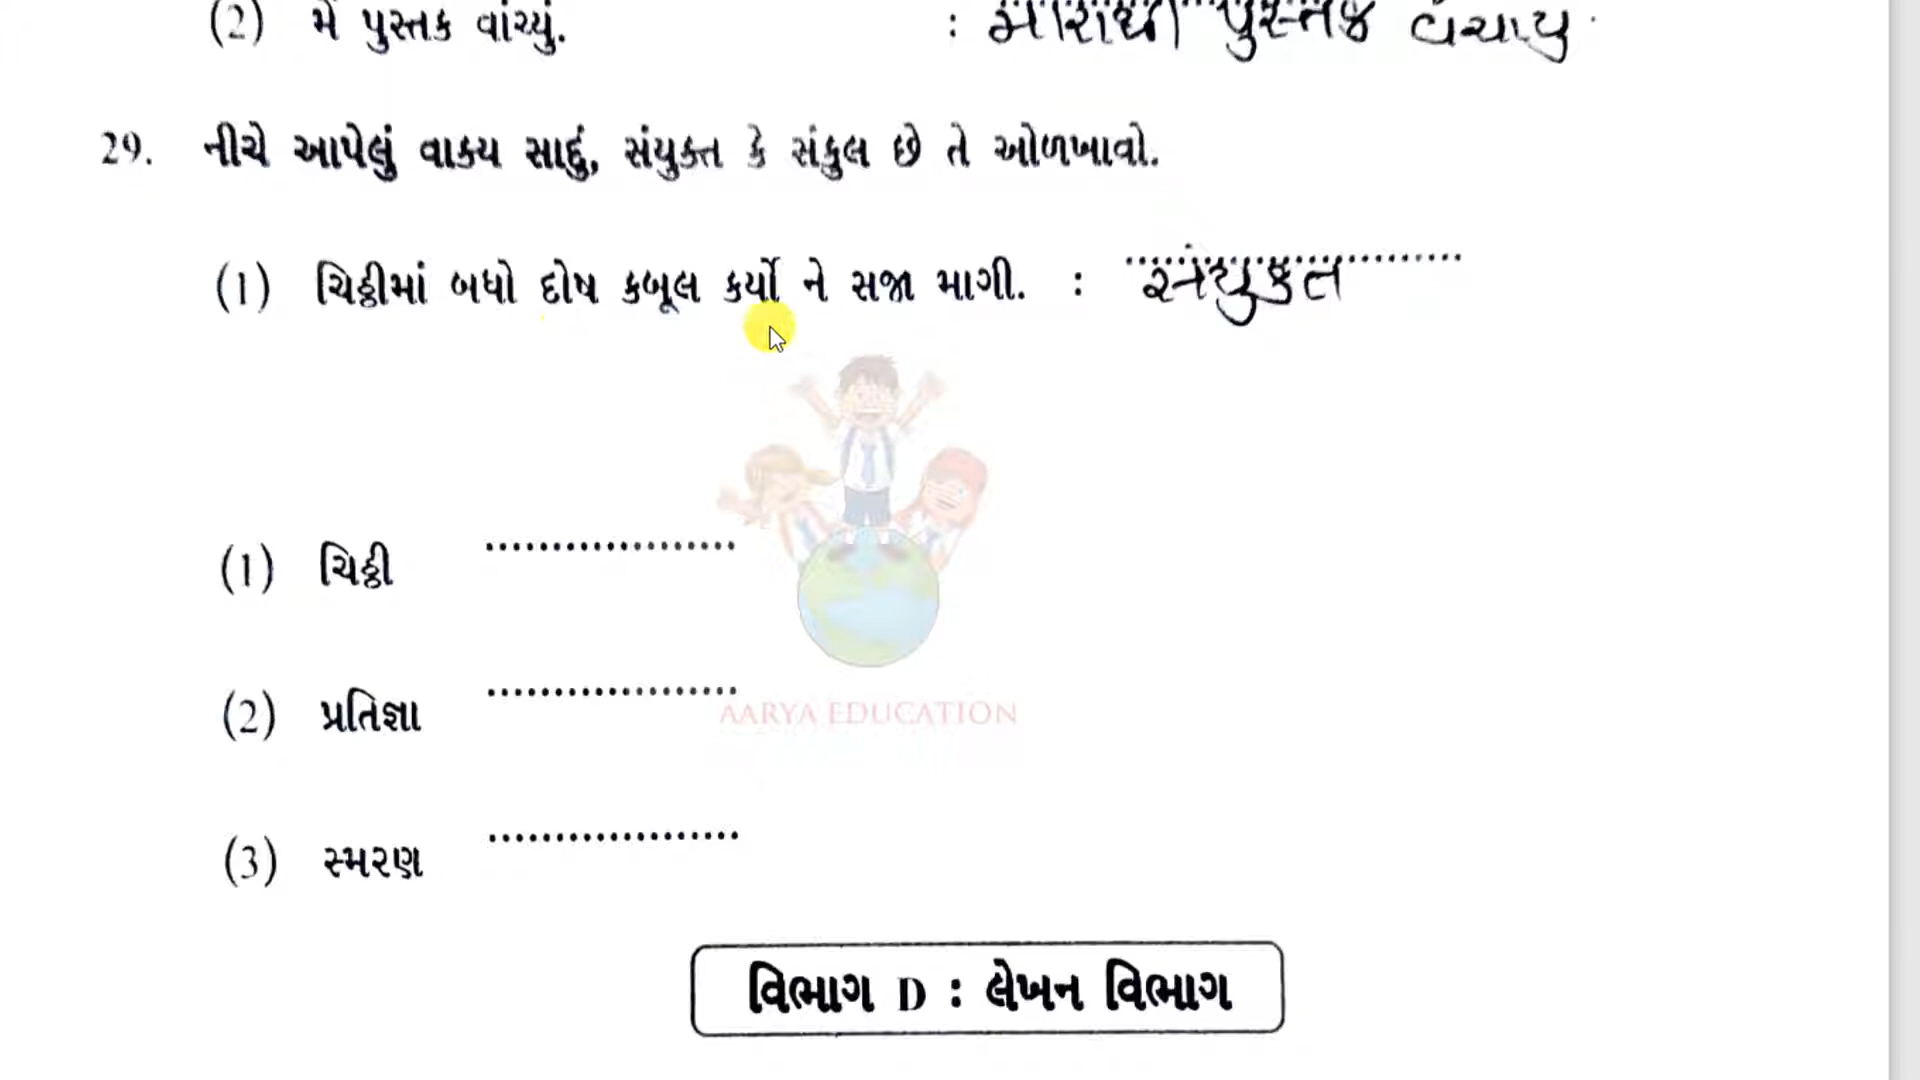 (2) મેં પુસ્તક વાંચ્યું. : મારાથી પુસ્તક વંચાયુ.
29. નીચે આપેલું વાક્ય સાદું, સંયુક્ત કે સંકુલ છે તે ઓળખાવો.
(1) ચિઠ્ઠીમાં બધો દોષ કબૂલ કર્યો ને સજા માગી. : સંયુકત
(1) ચિઠ્ઠી ...................
(2) પ્રતિજ્ઞા ...................
AARYA EDUCATION
(3) સ્મરણ ...................
વિભાગ D : લેખન વિભાગ